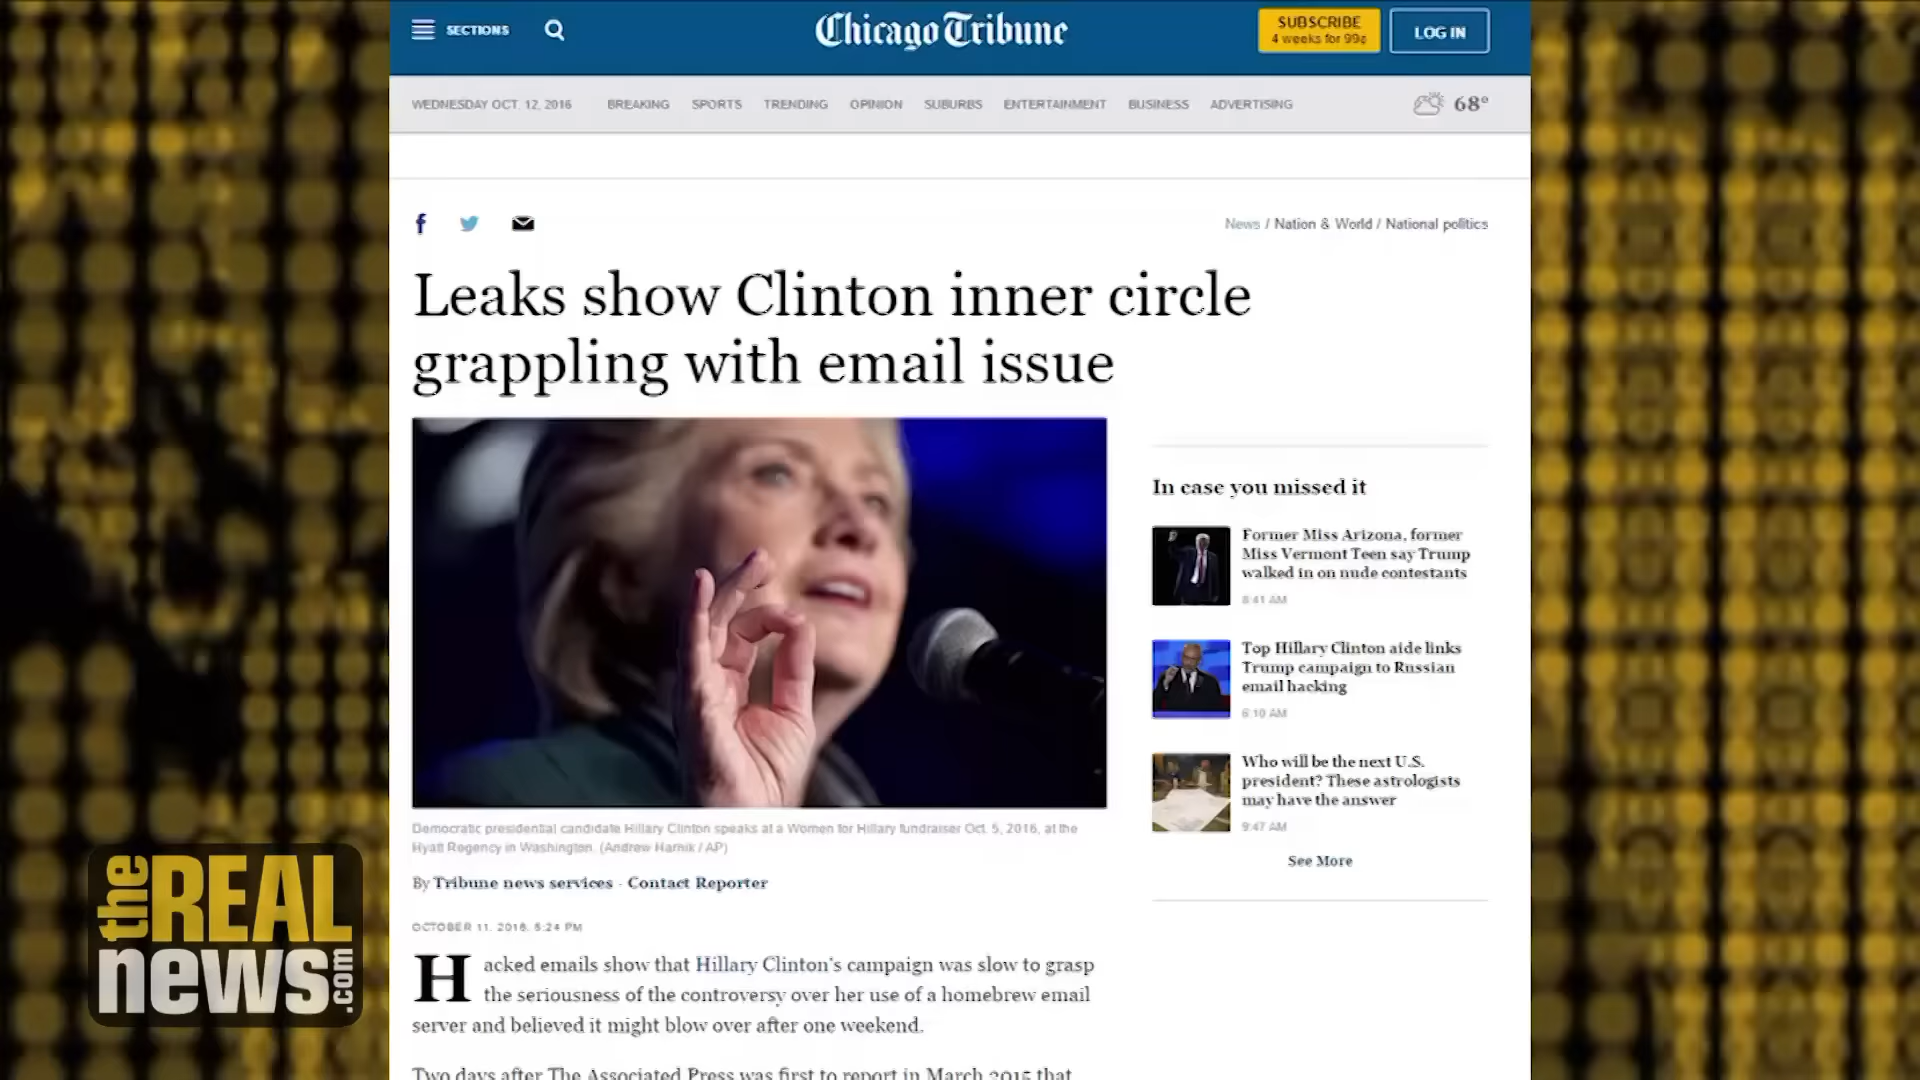 SECTIONS
Chicago Tribune
SUBSCRIBE
4 weeks for 99¢
LOG IN
WEDNESDAY OCT. 12, 2016
BREAKING
SPORTS
TRENDING
OPINION
SUBURBS
ENTERTAINMENT
BUSINESS
ADVERTISING
68°
News / Nation & World / National politics
Leaks show Clinton inner circle
grappling with email issue
Democratic presidential candidate Hillary Clinton speaks at a Women for Hillary fundraiser Oct. 5, 2016, at the
Hyatt Regency in Washington. (Andrew Harnik / AP)
By Tribune news services · Contact Reporter
OCTOBER 11, 2016, 5:24 PM
Hacked emails show that Hillary Clinton's campaign was slow to grasp
the seriousness of the controversy over her use of a homebrew email
server and believed it might blow over after one weekend.
Two days after The Associated Press was first to report in March 2015 that
In case you missed it
Former Miss Arizona, former
Miss Vermont Teen say Trump
walked in on nude contestants
8:41 AM
Top Hillary Clinton aide links
Trump campaign to Russian
email hacking
6:10 AM
Who will be the next U.S.
president? These astrologists
may have the answer
9:47 AM
See More
the REAL
news.com